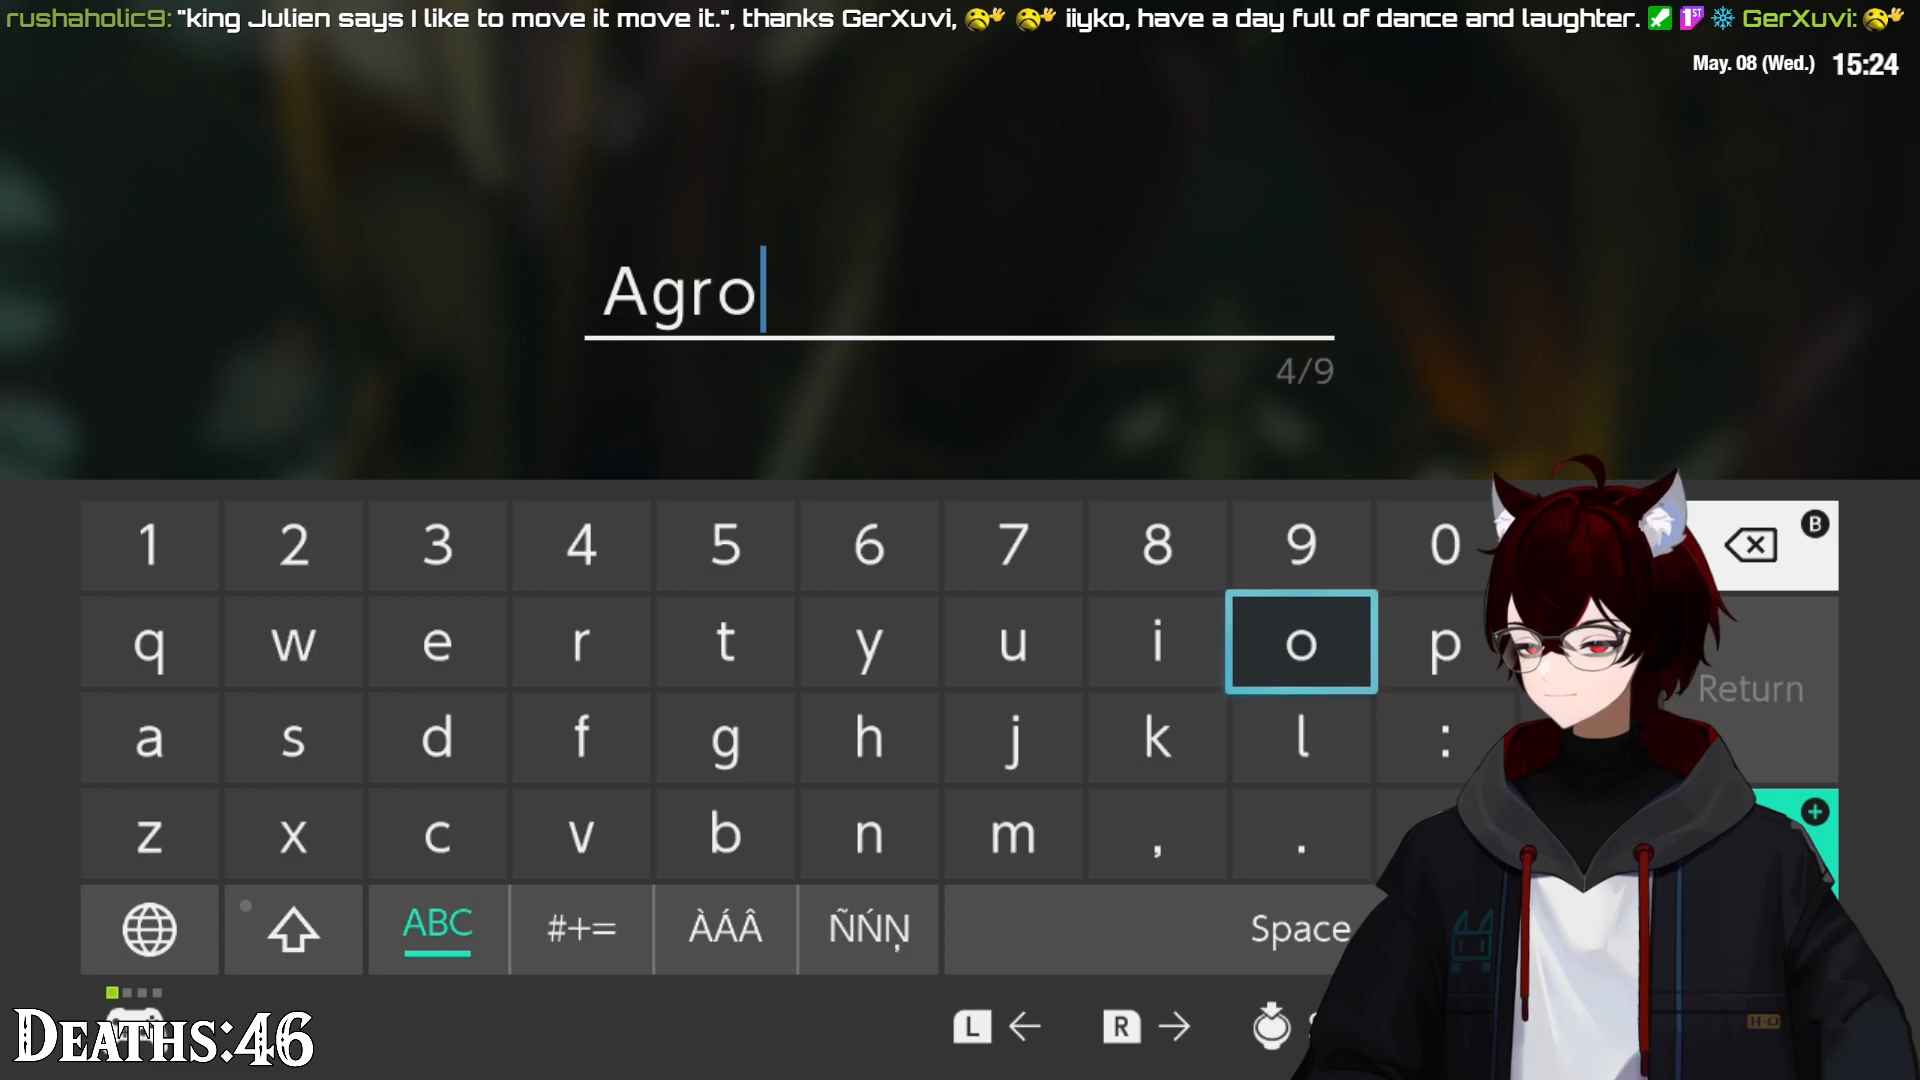 rushaholic9: "king Julien says I like to move it move it.", thanks GerXuvi, iiyko, have a day full of dance and laughter. 1ST GerXuvi:
May. 08 (Wed.) 15:24
Agro
4/9
1 2 3 4 5 6 7 8 9 0 B
q w e r t y u i o p
Return
a s d f g h j k l :
+
z x c v b n m , .
ABC #+= ÀÁÂ ÑŃŅ Space
L ← R →
DEATHS:46
H-O